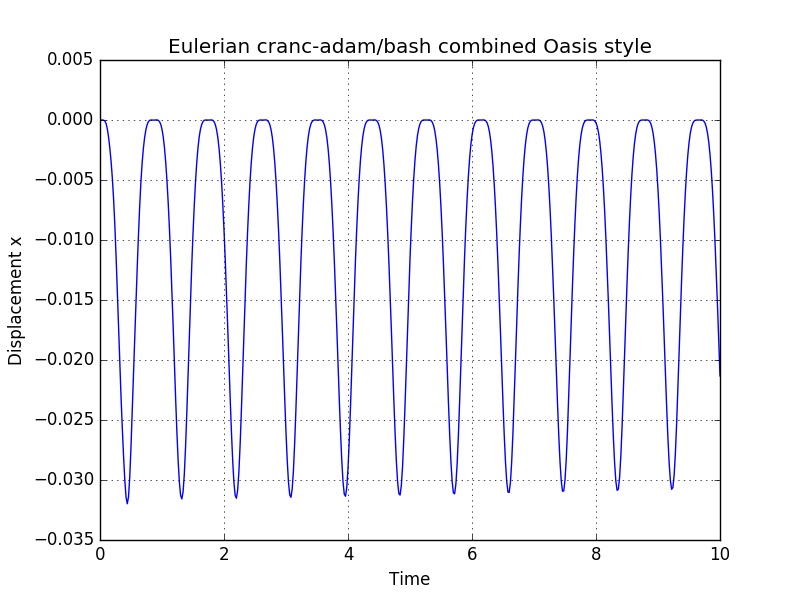 Eulerian cranc-adam/bash combined Oasis style
0.005
0.000
−0.005
−0.010
−0.015
−0.020
−0.025
−0.030
−0.035
Displacement x
0 2 4 6 8 10
Time